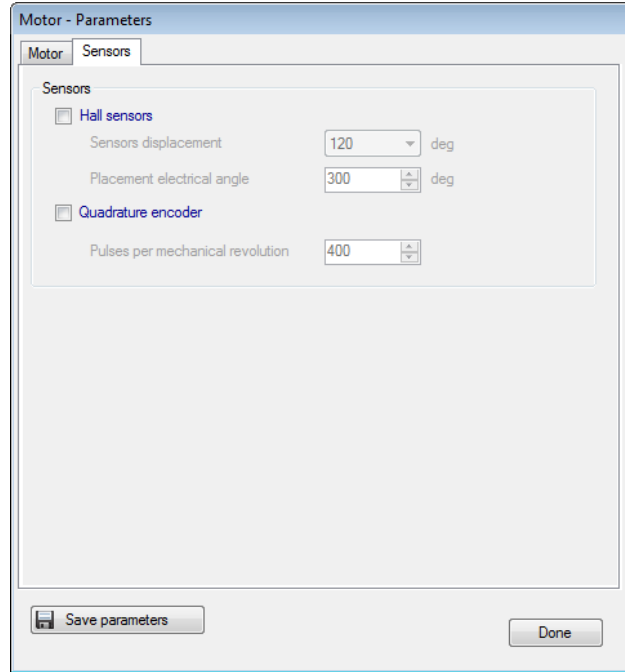 Motor - Parameters
Motor Sensors
Sensors
Hall sensors
Sensors displacement 120 deg
Placement electrical angle 300 deg
Quadrature encoder
Pulses per mechanical revolution 400
Save parameters
Done